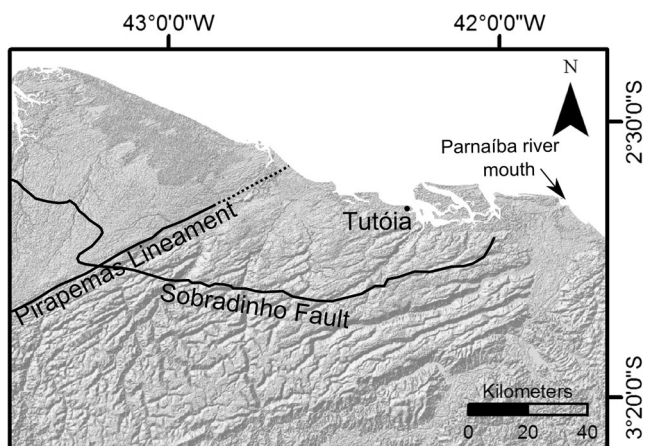 43°0'0"W
42°0'0"W
N
2°30'0"S
Parnaíba river
mouth
Tutóia
Pirapemas Lineament
Sobradinho Fault
Kilometers
0 20 40
3°20'0"S